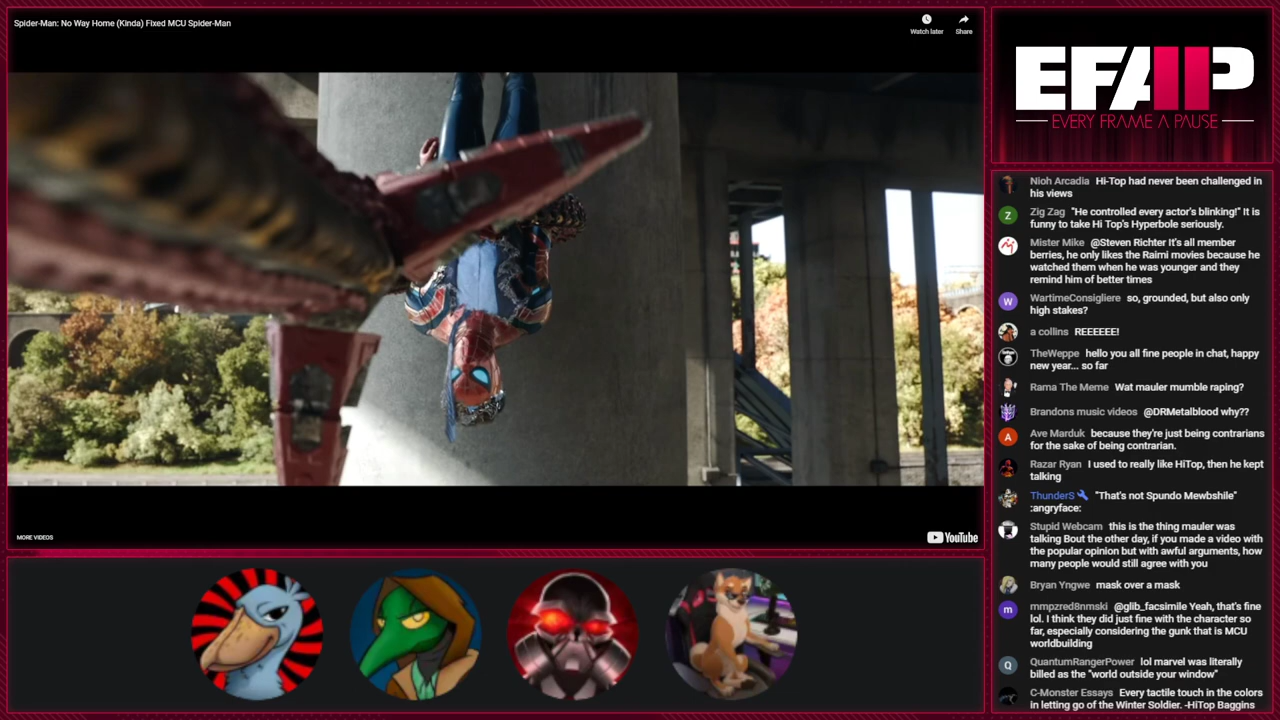 Spider-Man: No Way Home (Kinda) Fixed MCU Spider-Man
Watch later
Share
MORE VIDEOS
YouTube
EFAP
EVERY FRAME A PAUSE
Nioh Arcadia Hi-Top had never been challenged in
his views
Z
Zig Zag "He controlled every actor's blinking!" It is
funny to take Hi Top's Hyperbole seriously.
Mister Mike @Steven Richter It's all member
berries, he only likes the Raimi movies because he
watched them when he was younger and they
remind him of better times
W
WartimeConsigliere so, grounded, but also only
high stakes?
a collins REEEEEE!
TheWeppe hello you all fine people in chat, happy
new year... so far
Rama The Meme Wat mauler mumble raping?
Brandons music videos @DRMetalblood why??
A
Ave Marduk because they're just being contrarians
for the sake of being contrarian.
Razar Ryan I used to really like HiTop, then he kept
talking
ThunderS "That's not Spundo Mewbshile"
:angryface:
Stupid Webcam this is the thing mauler was
talking Bout the other day, if you made a video with
the popular opinion but with awful arguments, how
many people would still agree with you
Bryan Yngwe mask over a mask
m
mmpzred8nmski @glib_facsimile Yeah, that's fine
lol. I think they did just fine with the character so
far, especially considering the gunk that is MCU
worldbuilding
Q
QuantumRangerPower lol marvel was literally
billed as the "world outside your window"
C-Monster Essays Every tactile touch in the colors
in letting go of the Winter Soldier. -HiTop Baggins